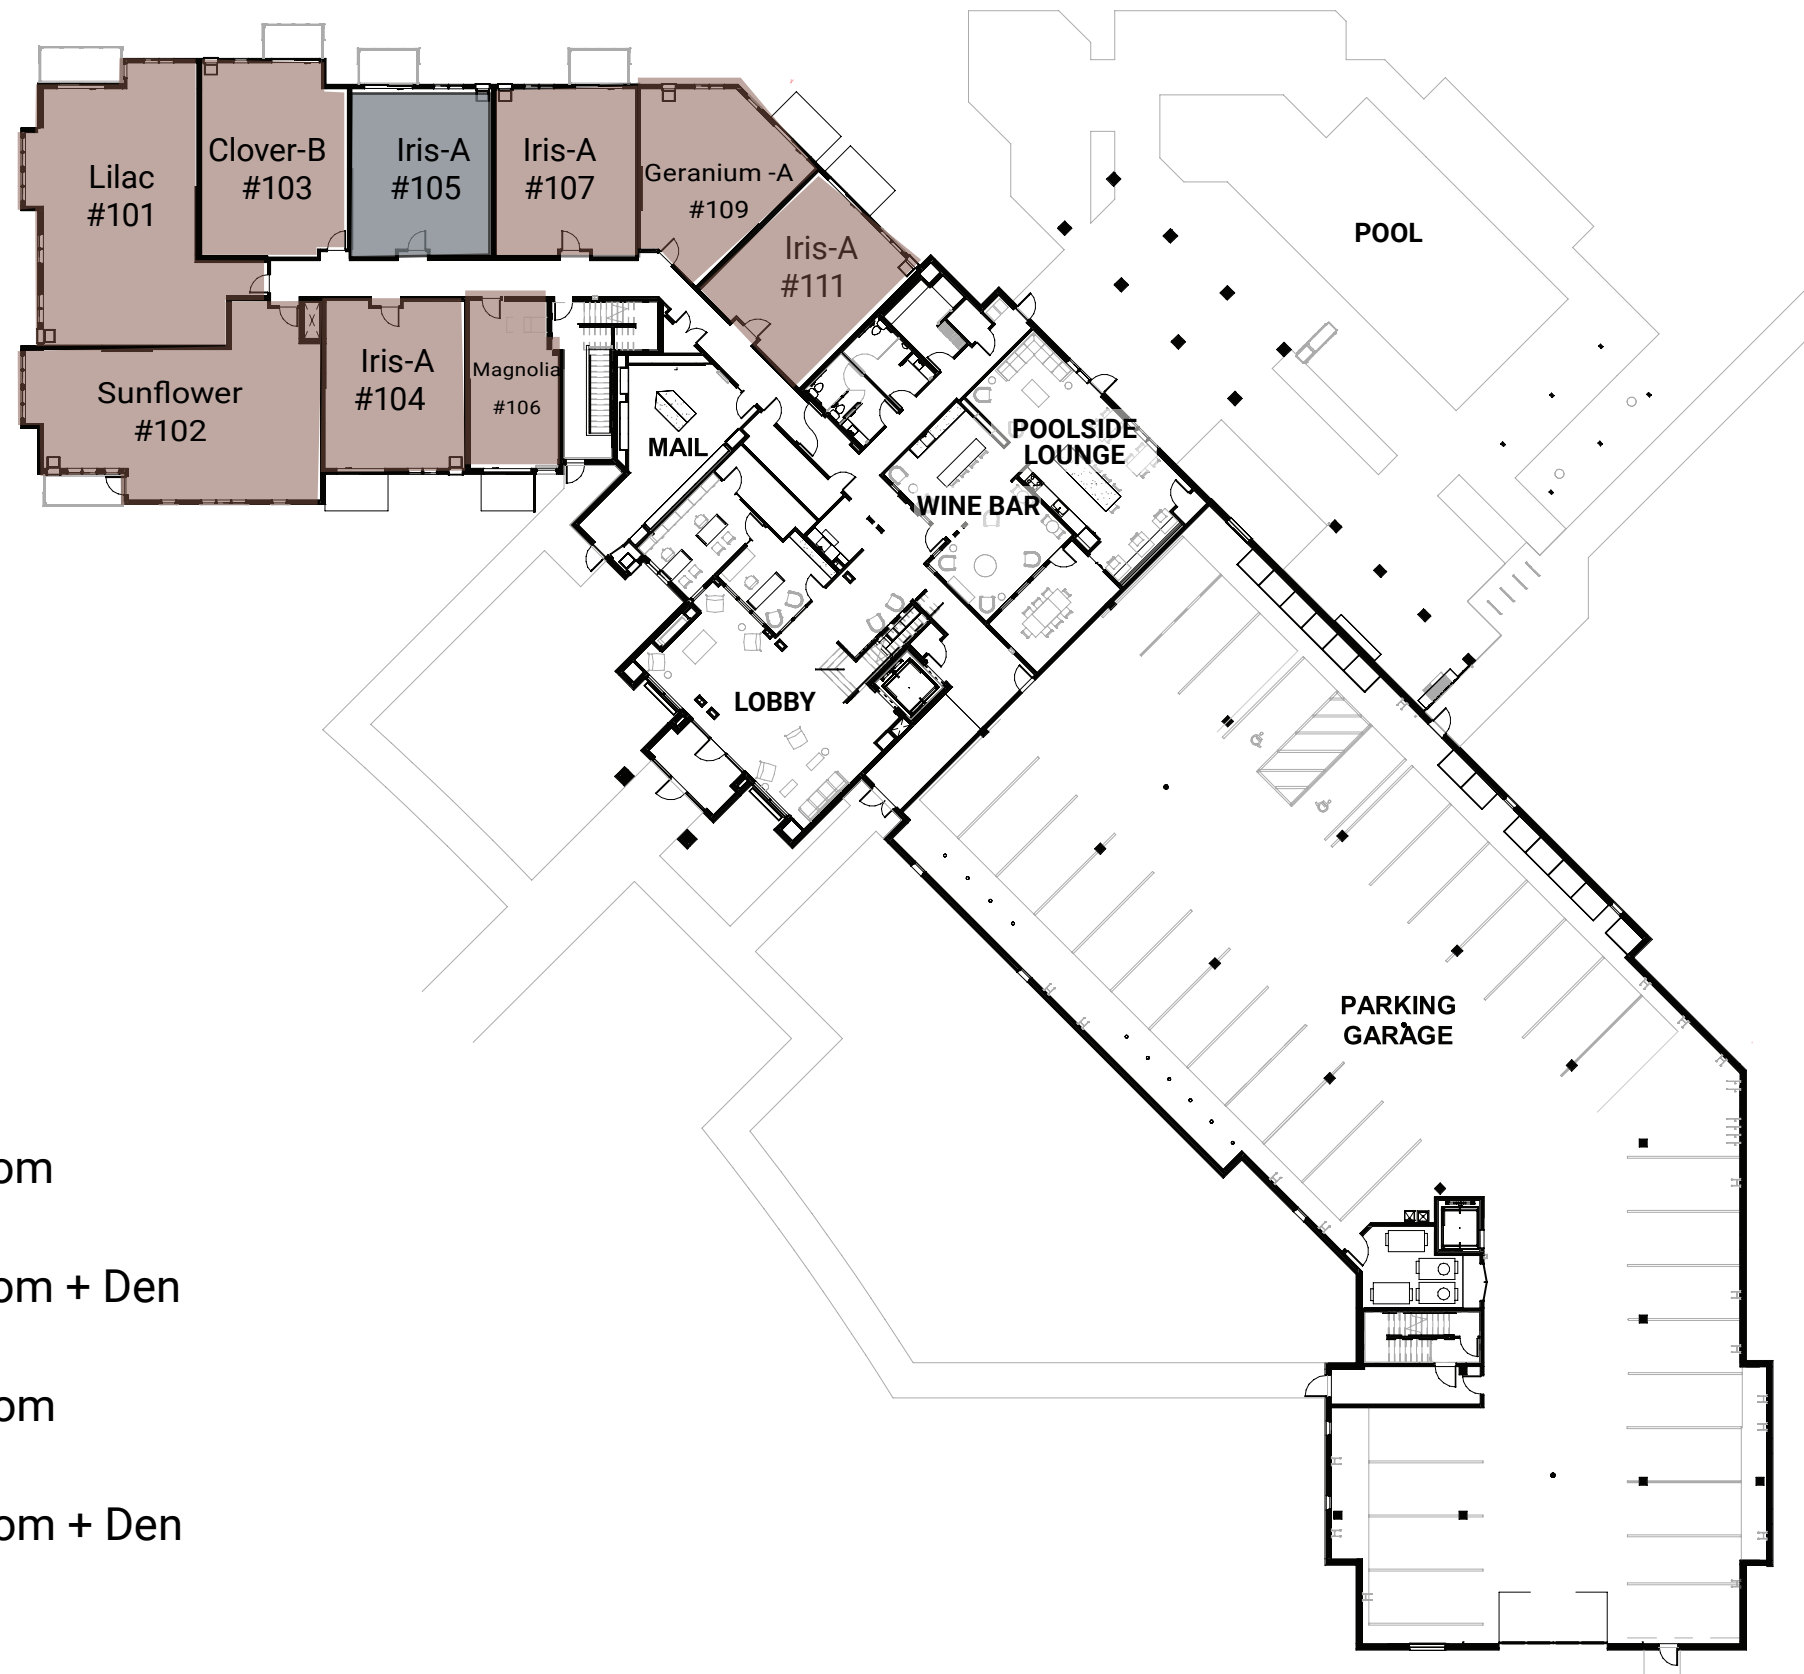 Lilac
#101
Clover-B
#103
Iris-A
#105
Iris-A
#107
Geranium -A
#109
Iris-A
#111
Sunflower
#102
Iris-A
#104
Magnolia
#106
MAIL
POOL
POOLSIDE
LOUNGE
WINE BAR
LOBBY
PARKING
GARAGE
om
om + Den
om
om + Den